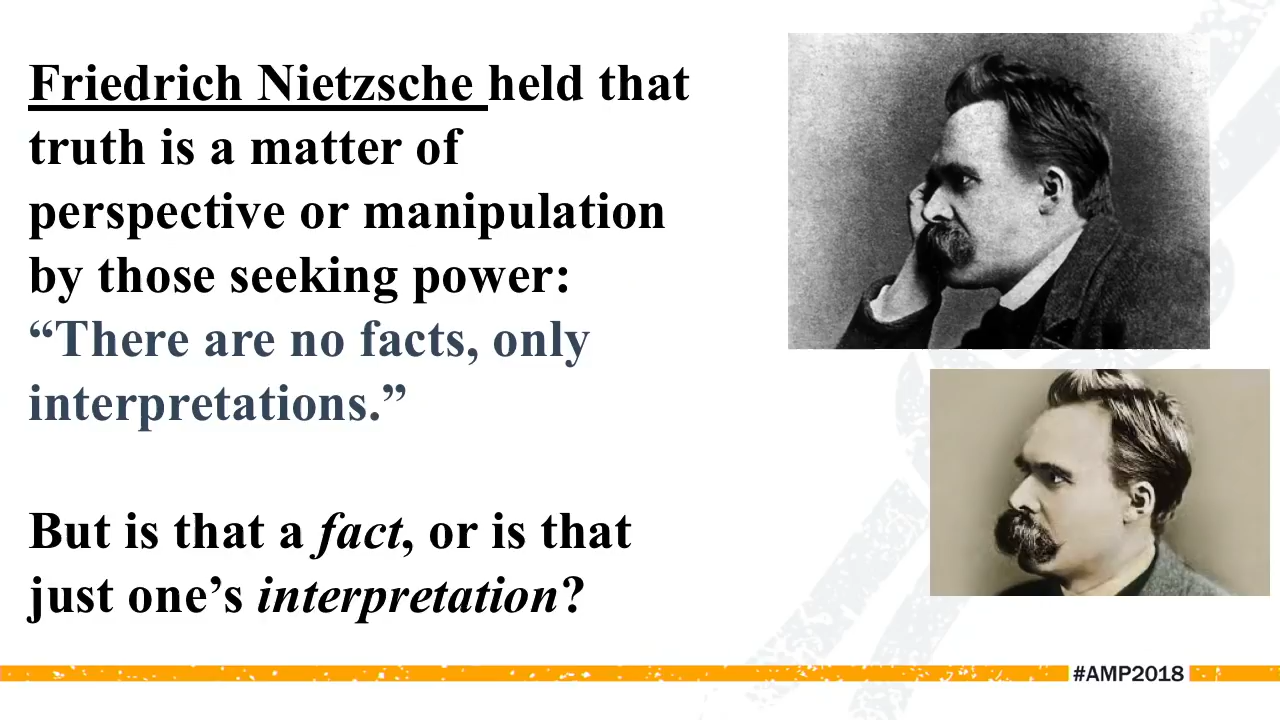 Friedrich Nietzsche held that
truth is a matter of
perspective or manipulation
by those seeking power:
“There are no facts, only
interpretations.”
But is that a fact, or is that
just one’s interpretation?
#AMP2018